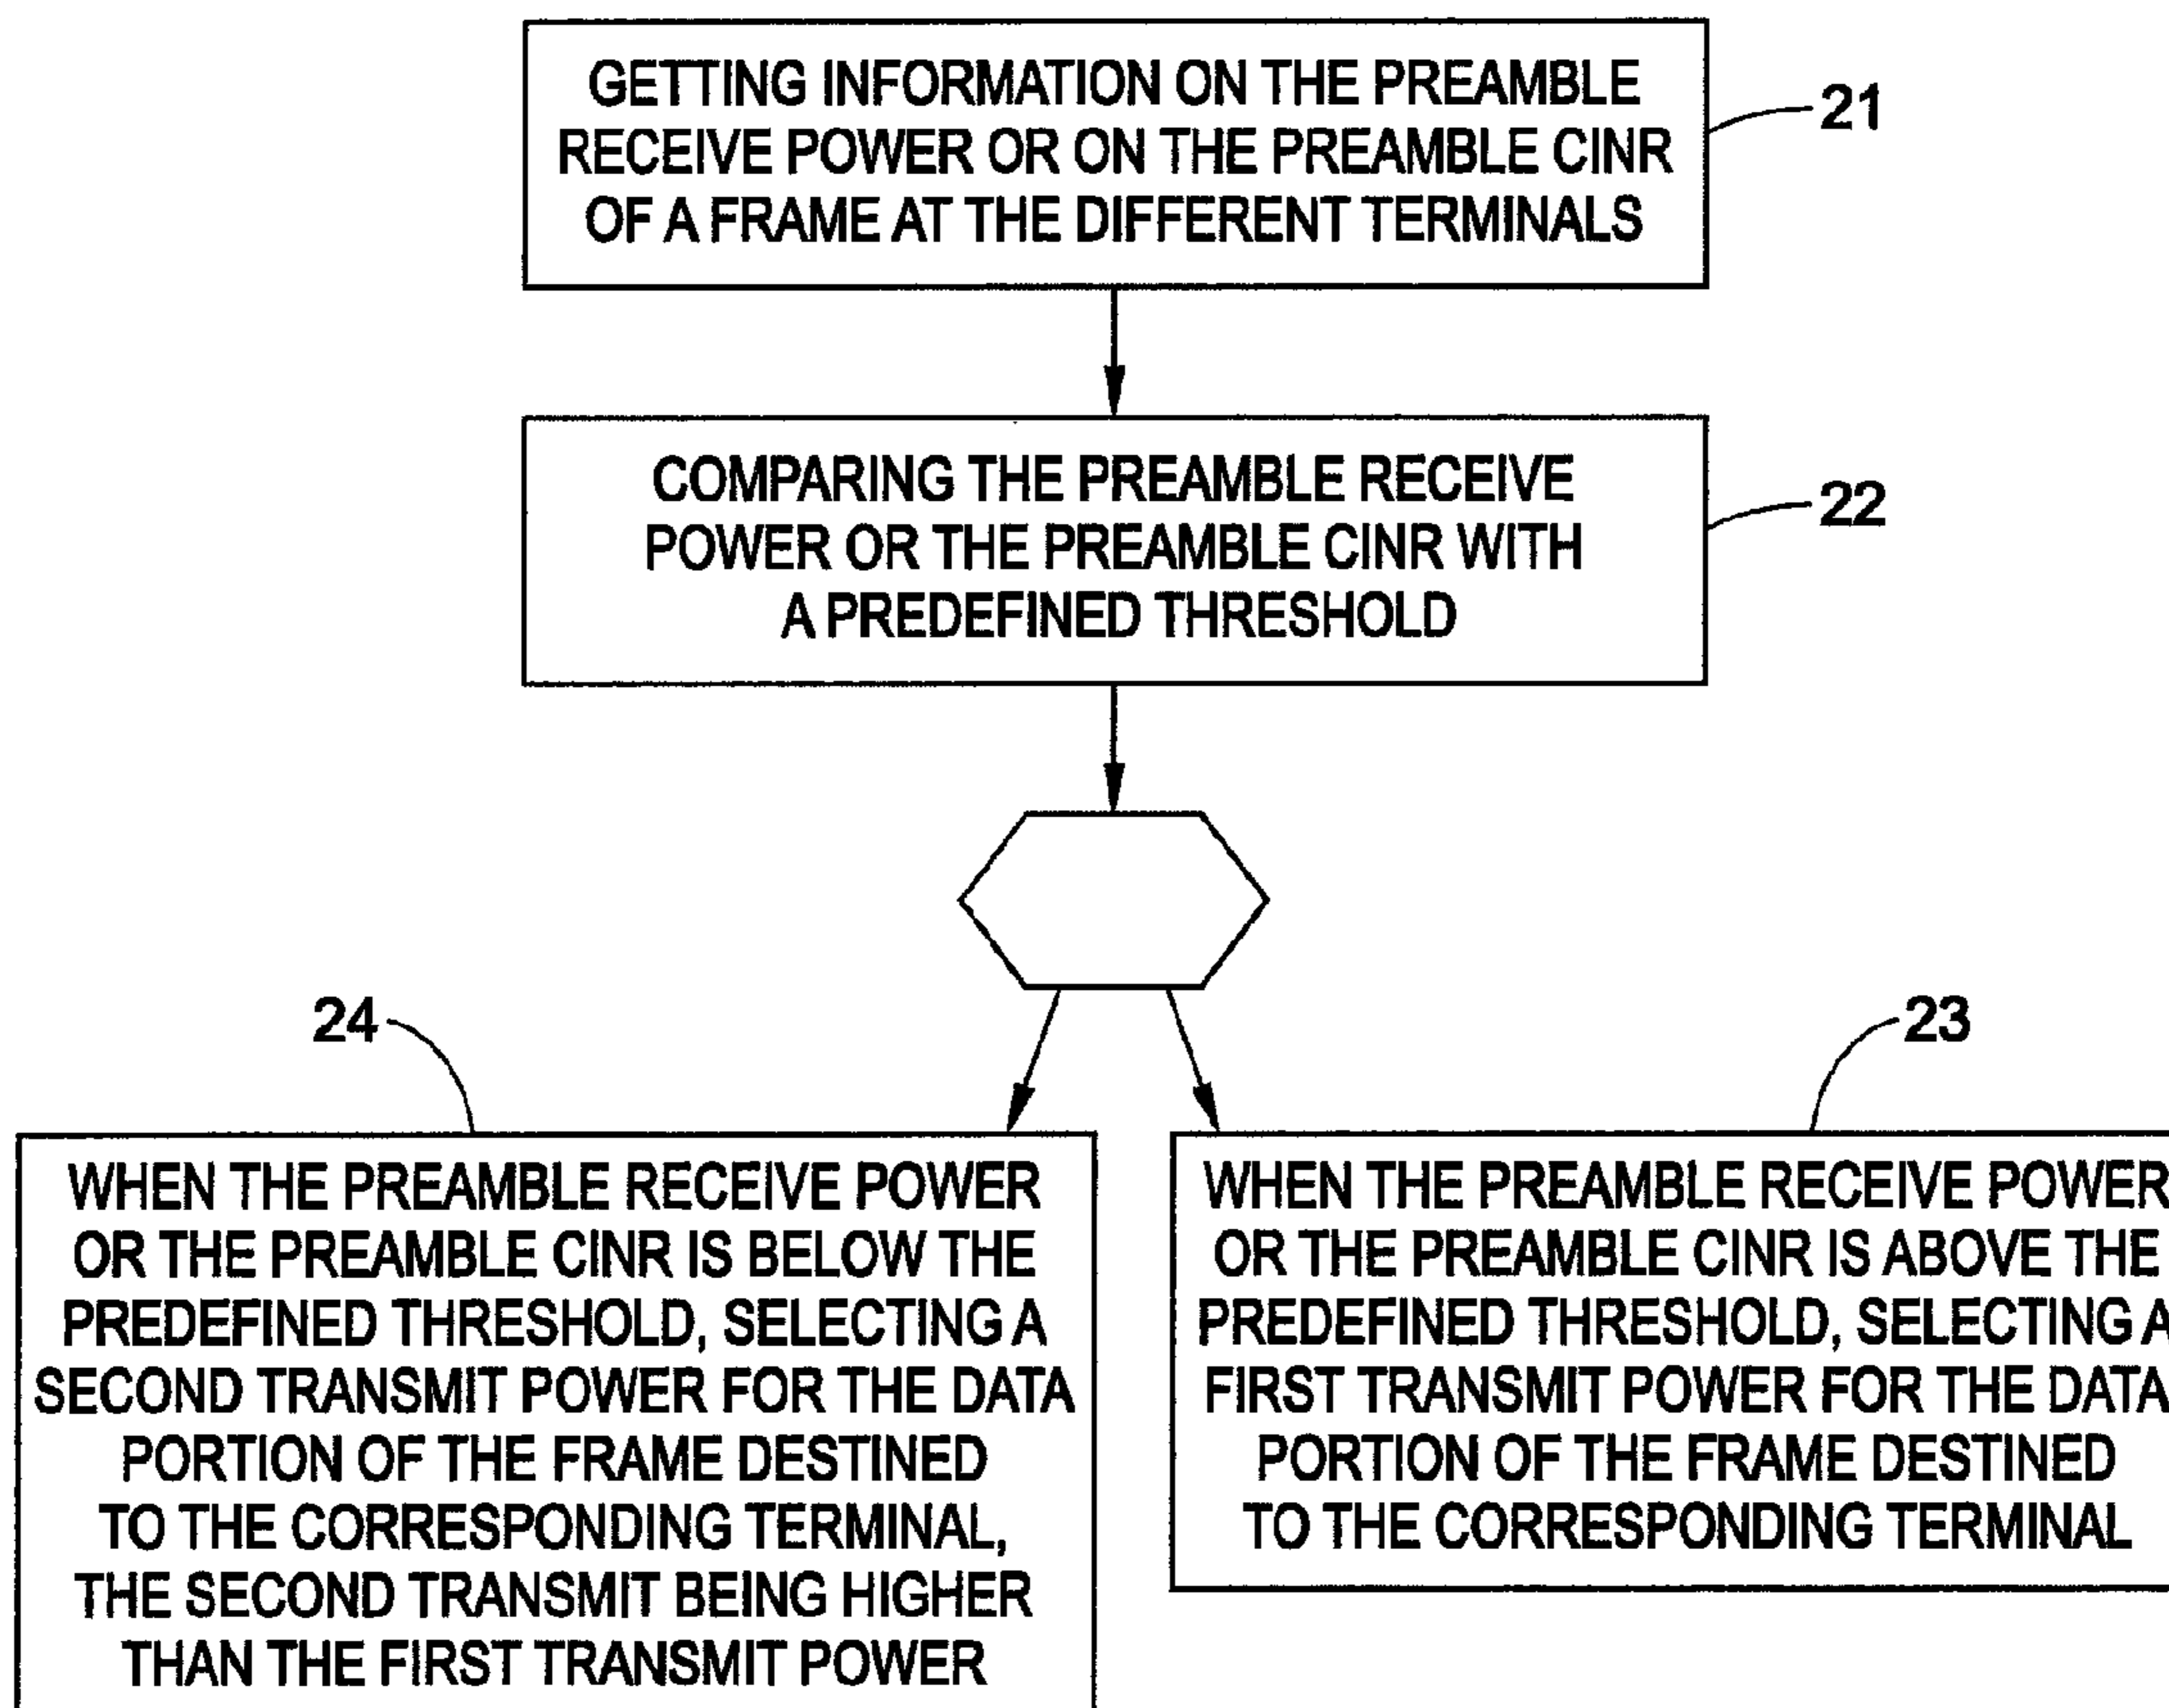 GETTING INFORMATION ON THE PREAMBLE
RECEIVE POWER OR ON THE PREAMBLE CINR
OF A FRAME AT THE DIFFERENT TERMINALS
21
COMPARING THE PREAMBLE RECEIVE
POWER OR THE PREAMBLE CINR WITH
A PREDEFINED THRESHOLD
22
24
WHEN THE PREAMBLE RECEIVE POWER
OR THE PREAMBLE CINR IS BELOW THE
PREDEFINED THRESHOLD, SELECTING A
SECOND TRANSMIT POWER FOR THE DATA
PORTION OF THE FRAME DESTINED
TO THE CORRESPONDING TERMINAL,
THE SECOND TRANSMIT BEING HIGHER
THAN THE FIRST TRANSMIT POWER
23
WHEN THE PREAMBLE RECEIVE POWER
OR THE PREAMBLE CINR IS ABOVE THE
PREDEFINED THRESHOLD, SELECTING A
FIRST TRANSMIT POWER FOR THE DATA
PORTION OF THE FRAME DESTINED
TO THE CORRESPONDING TERMINAL